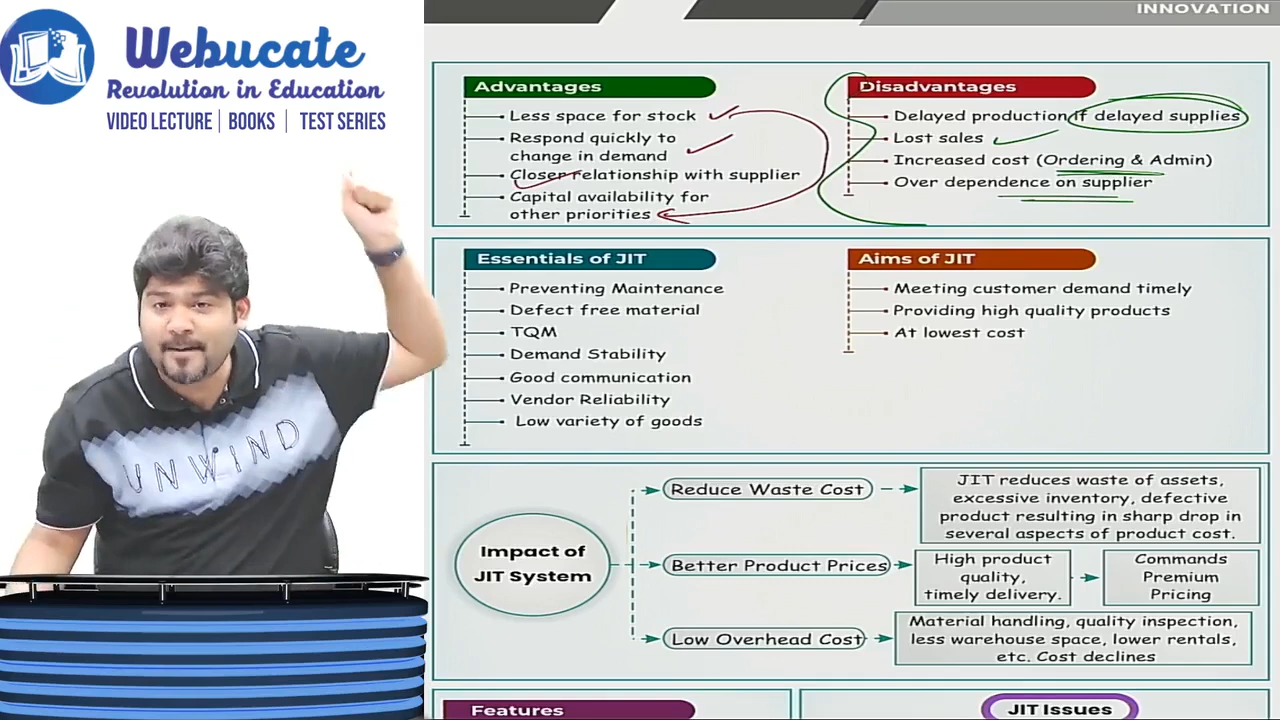 Webucate
Revolution in Education
VIDEO LECTURE | BOOKS | TEST SERIES
UNWIND
INNOVATION
Advantages
Less space for stock
Respond quickly to
change in demand
Closer relationship with supplier
Capital availability for
other priorities
Disadvantages
Delayed production if delayed supplies
Lost sales
Increased cost (Ordering & Admin)
Over dependence on supplier
Essentials of JIT
Preventing Maintenance
Defect free material
TQM
Demand Stability
Good communication
Vendor Reliability
Low variety of goods
Aims of JIT
Meeting customer demand timely
Providing high quality products
At lowest cost
Impact of
JIT System
Reduce Waste Cost
JIT reduces waste of assets,
excessive inventory, defective
product resulting in sharp drop in
several aspects of product cost.
Better Product Prices
High product
quality,
timely delivery.
Commands
Premium
Pricing
Low Overhead Cost
Material handling, quality inspection,
less warehouse space, lower rentals,
etc. Cost declines
Features
JIT Issues